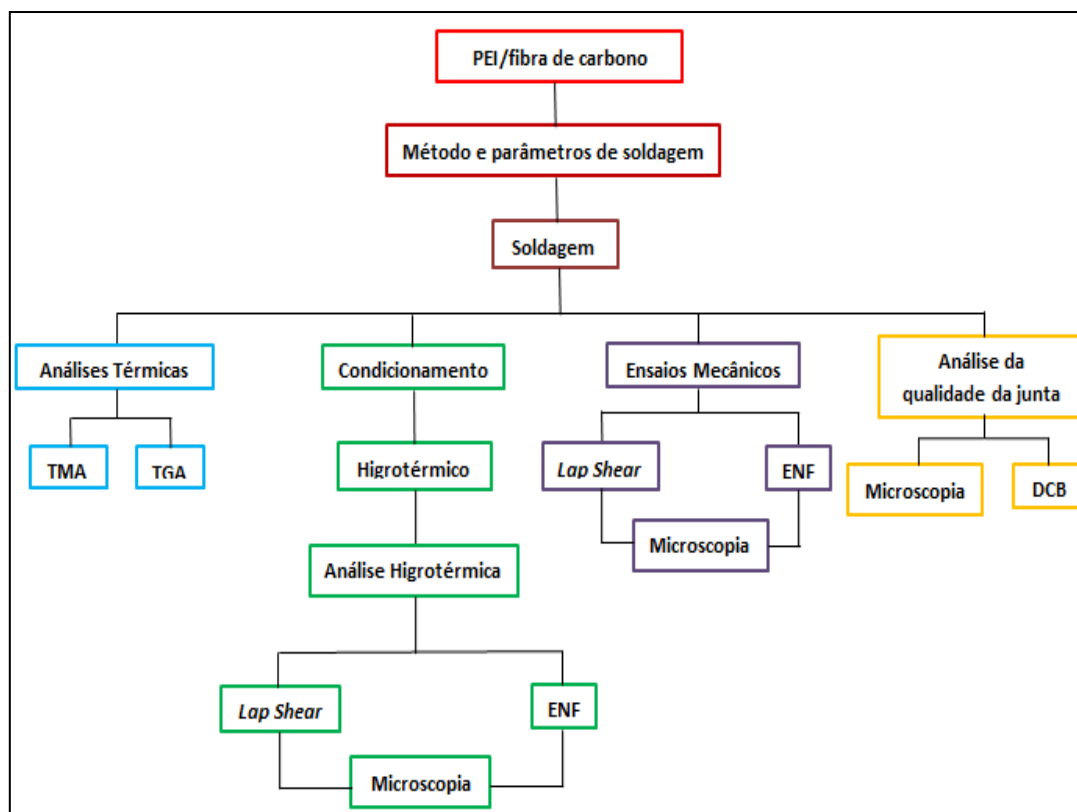 PEI/fibra de carbono
Método e parâmetros de soldagem
Soldagem
Análises Térmicas
Condicionamento
Ensaios Mecânicos
Análise da
qualidade da junta
TMA
TGA
Higrotérmico
Lap Shear
ENF
Microscopia
DCB
Microscopia
Análise Higrotérmica
Lap Shear
ENF
Microscopia